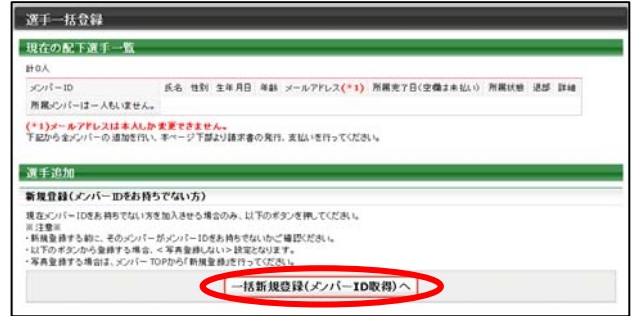 選手一括登録
現在の配下選手一覧
計0人
メンバーID 氏名 性別 生年月日 年齢 メールアドレス(*1) 所属完了日(空欄は未払い) 所属状態 退部 詳細
所属メンバーは一人もいません。
(*1)メールアドレスは本人しか変更できません。
下記から全メンバーの追加を行い、本ページ下部より請求書の発行、支払いを行ってください。
選手追加
新規登録(メンバーIDをお持ちでない方)
現在メンバーIDをお持ちでない方を加入させる場合のみ、以下のボタンを押してください。
※注意※
・新規登録する前に、そのメンバーがメンバーIDをお持ちでないかご確認ください。
・以下のボタンから登録する場合、<写真登録しない>設定となります。
・写真登録する場合は、メンバーTOPから「新規登録」を行ってください。
一括新規登録(メンバーID取得)へ